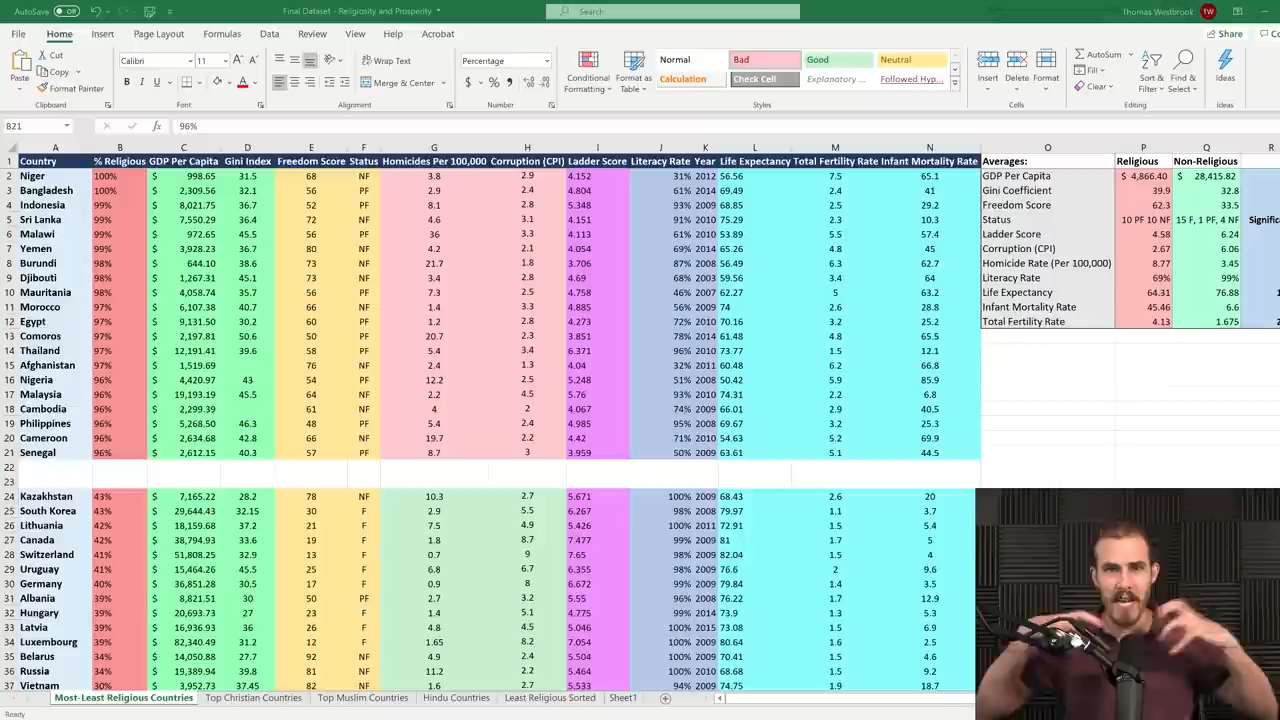 AutoSave Off Final Dataset - Religiosity and Prosperity Search Thomas Westbrook TW
File Home Insert Page Layout Formulas Data Review View Help Acrobat Share Co
Paste Cut Copy Format Painter Calibri 11 Wrap Text Merge & Center Percentage Conditional Formatting Format as Table Normal Bad Good Neutral Calculation Check Cell Explanatory ... Followed Hyp... Insert Delete Format AutoSum Fill Clear Sort & Filter Find & Select Ideas
Clipboard Font Alignment Number Styles Cells Editing Ideas
B21 fx 96%
A B C D E F G H I J K L M N O P Q R
1 Country % Religious GDP Per Capita Gini Index Freedom Score Status Homicides Per 100,000 Corruption (CPI) Ladder Score Literacy Rate Year Life Expectancy Total Fertility Rate Infant Mortality Rate Averages: Religious Non-Religious
2 Niger 100% $ 998.65 31.5 68 NF 3.8 2.9 4.152 31% 2012 56.56 7.5 65.1 GDP Per Capita $ 4,866.40 $ 28,415.82
3 Bangladesh 100% $ 2,309.56 32.1 56 PF 2.9 2.4 4.804 61% 2014 69.4 2.4 41 Gini Coefficient 39.9 32.8
4 Indonesia 99% $ 8,021.75 36.7 52 PF 8.1 2.8 5.348 93% 2009 68.5 2.5 29.2 Freedom Score 62.3 33.5
5 Sri Lanka 99% $ 7,550.29 36.4 72 NF 4.6 3.1 4.151 91% 2010 75.29 2.3 10.3 Status 10 PF 10 NF 15 F, 1 PF, 4 NF Signific
6 Malawi 99% $ 972.65 45.5 56 PF 36 3.3 4.113 61% 2010 53.89 5.5 57.4 Ladder Score 4.58 6.24
7 Yemen 99% $ 3,928.23 36.7 80 NF 4.2 2.1 4.054 69% 2014 65.26 4.8 45 Corruption (CPI) 2.67 6.06
8 Burundi 98% $ 644.10 38.6 73 NF 21.7 1.8 3.706 87% 2008 56.49 6.3 62.7 Homicide Rate (Per 100,000) 8.77 3.45
9 Djibouti 98% $ 1,267.31 45.1 73 NF 3.4 2.8 4.69 68% 2003 59.56 3.4 64 Literacy Rate 69% 99%
10 Mauritania 98% $ 4,058.74 35.7 56 PF 7.3 2.5 4.758 46% 2007 62.27 5 63.2 Life Expectancy 64.31 76.88 1
11 Morocco 97% $ 6,107.38 40.7 66 NF 1.4 3.3 4.885 44% 2009 74 2.6 28.8 Infant Mortality Rate 45.46 6.6
12 Egypt 97% $ 9,131.50 30.2 60 PF 1.2 2.8 4.273 72% 2010 70.16 3.2 25.2 Total Fertility Rate 4.13 1.675 2
13 Comoros 97% $ 2,197.81 50.6 50 PF 20.7 2.3 3.851 78% 2014 61.48 4.8 65.5
14 Thailand 97% $ 12,191.41 39.6 58 PF 5.4 3.4 6.371 96% 2010 73.77 1.5 12.1
15 Afghanistan 97% $ 1,519.69 76 NF 2.4 1.3 4.04 32% 2011 60.48 6.2 66.8
16 Nigeria 96% $ 4,420.97 43 54 PF 12.2 2.5 5.248 51% 2008 50.42 5.9 85.9
17 Malaysia 96% $ 19,193.19 45.5 64 NF 2.2 4.5 5.76 93% 2010 74.31 2.2 6.8
18 Cambodia 96% $ 2,299.39 61 NF 4 2 4.067 74% 2009 66.01 2.9 40.5
19 Philippines 96% $ 5,268.50 46.3 48 PF 5.4 2.4 4.985 95% 2008 67.67 3.2 25.3
20 Cameroon 96% $ 2,634.68 42.8 66 NF 19.7 2.2 4.42 71% 2010 54.63 5.2 69.9
21 Senegal 96% $ 2,612.15 40.3 57 PF 8.7 3 3.959 50% 2009 63.61 5.1 44.5
22
23
24 Kazakhstan 43% $ 7,165.22 28.2 78 NF 10.3 2.7 5.671 100% 2009 68.43 2.6 20
25 South Korea 43% $ 29,644.43 32.15 30 F 2.9 5.5 6.267 98% 2008 79.97 1.1 3.7
26 Lithuania 42% $ 18,159.68 37.2 21 F 7.5 4.9 5.426 100% 2011 72.91 1.5 5.4
27 Canada 42% $ 38,794.93 33.6 19 F 1.8 8.7 7.477 99% 2009 81 1.7 5
28 Switzerland 41% $ 51,808.25 32.9 13 F 0.7 9 7.65 98% 2009 82.04 1.5 4
29 Uruguay 41% $ 15,464.26 45.5 25 F 6.8 6.7 6.355 98% 2009 76.6 2 9.6
30 Germany 40% $ 36,851.28 30.5 17 F 0.9 8 6.672 99% 2008 79.84 1.4 3.5
31 Albania 39% $ 8,821.51 30 50 PF 2.7 3.2 5.55 96% 2008 76.22 1.7 12.9
32 Hungary 39% $ 20,693.73 27 23 F 1.4 5.1 4.775 99% 2014 73.9 1.3 5.3
33 Latvia 39% $ 16,936.93 36 26 F 4.8 4.5 5.046 100% 2015 73.08 1.5 6.9
34 Luxembourg 39% $ 82,340.49 31.2 12 F 1.65 8.2 7.054 100% 2009 80.64 1.6 2.5
35 Belarus 34% $ 14,050.88 27.7 92 NF 4.9 2.4 5.504 100% 2009 70.41 1.5 4.6
36 Russia 34% $ 19,389.94 39.8 81 NF 11.2 2.2 5.464 100% 2010 68.68 1.5 9.2
37 Vietnam 30% $ 3,952.73 37.45 82 NF 1.6 2.7 5.533 94% 2009 74.75 1.9 18.7
Most-Least Religious Countries Top Christian Countries Top Muslim Countries Hindu Countries Least Religious Sorted Sheet1
Ready